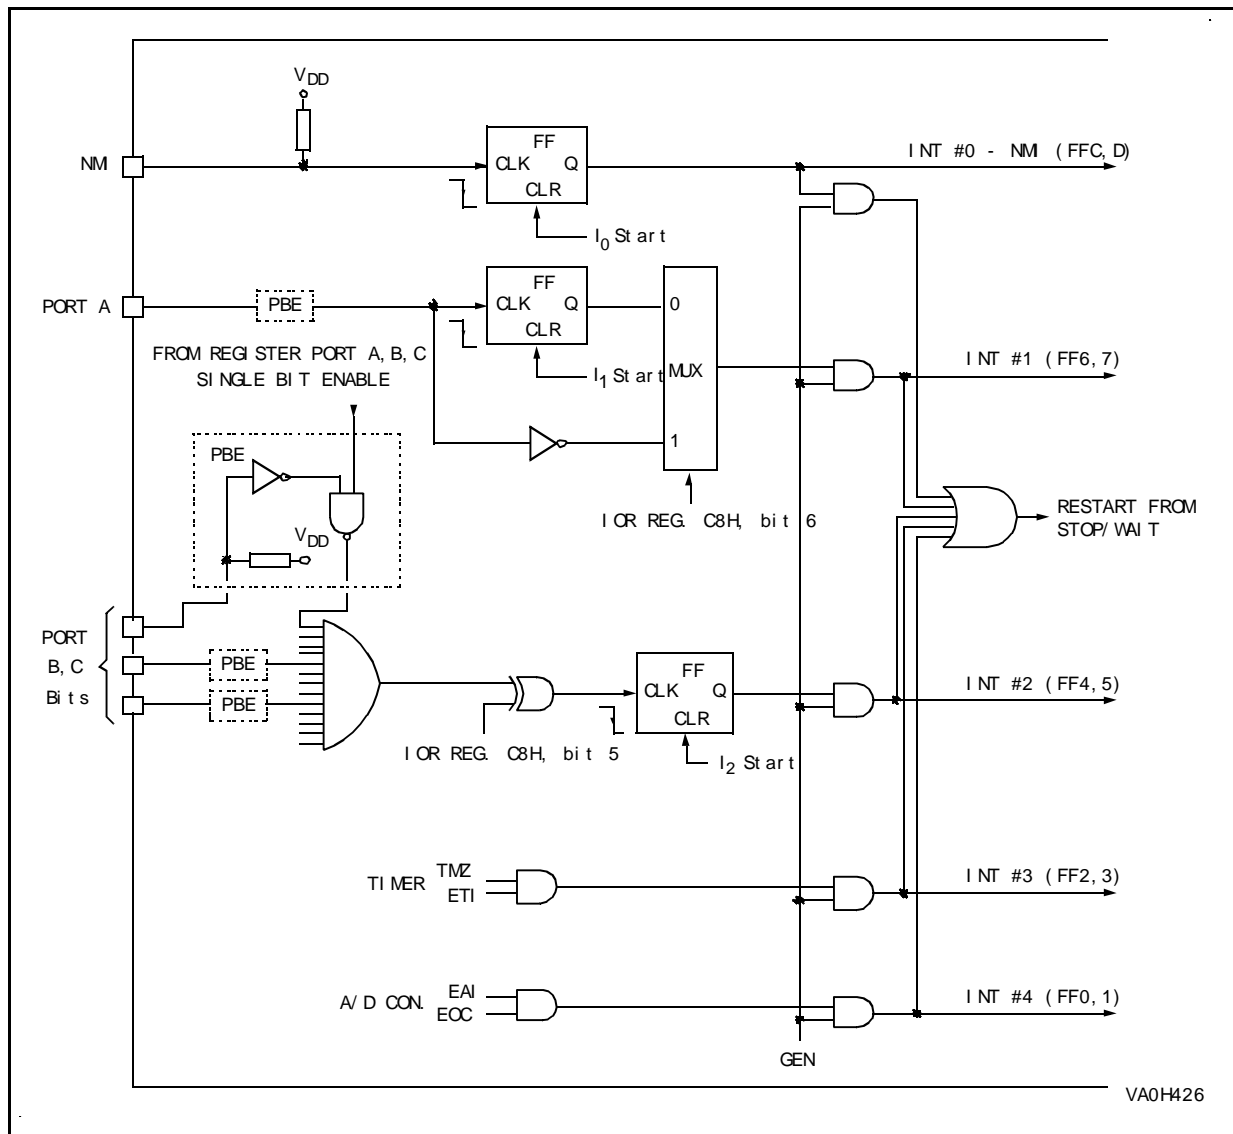 VDD
NMI
FF
CLK Q
CLR
I0 Start
INT #0 - NMI (FFC, D)
PORT A
PBE
FF
CLK Q
CLR
I1 Start
0
MUX
1
IOR REG. C8H, bit 6
INT #1 (FF6, 7)
FROM REGISTER PORT A, B, C
SINGLE BIT ENABLE
PBE
VDD
RESTART FROM
STOP/WAIT
PORT
B, C
Bits
PBE
PBE
IOR REG. C8H, bit 5
FF
CLK Q
CLR
I2 Start
INT #2 (FF4, 5)
TIMER
TMZ
ETI
INT #3 (FF2, 3)
A/D CON.
EAI
EOC
INT #4 (FF0, 1)
GEN
VA0H426